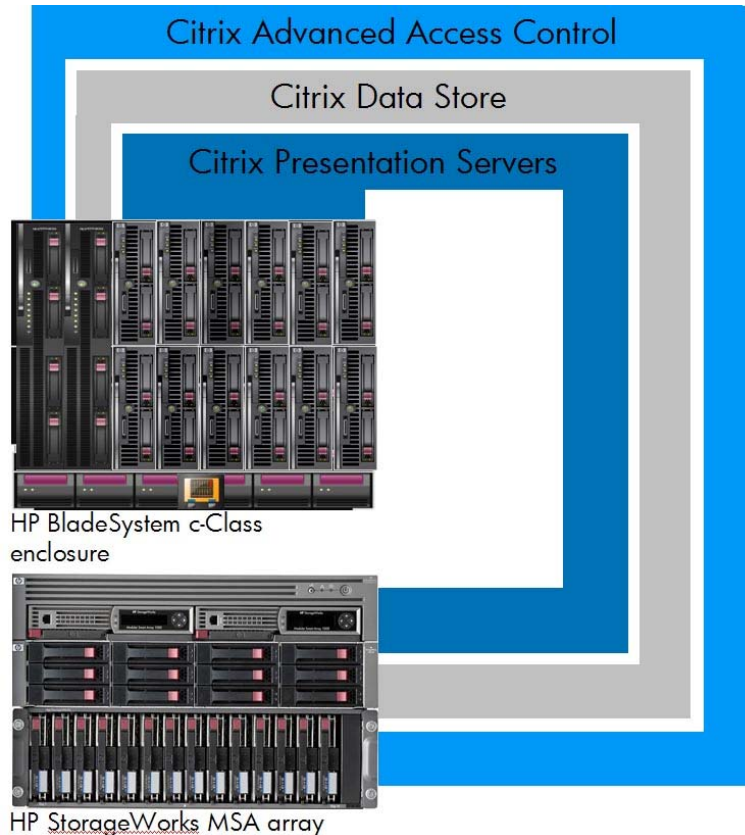 Citrix Advanced Access Control
Citrix Data Store
Citrix Presentation Servers
HP BladeSystem c-Class
enclosure
HP StorageWorks MSA array